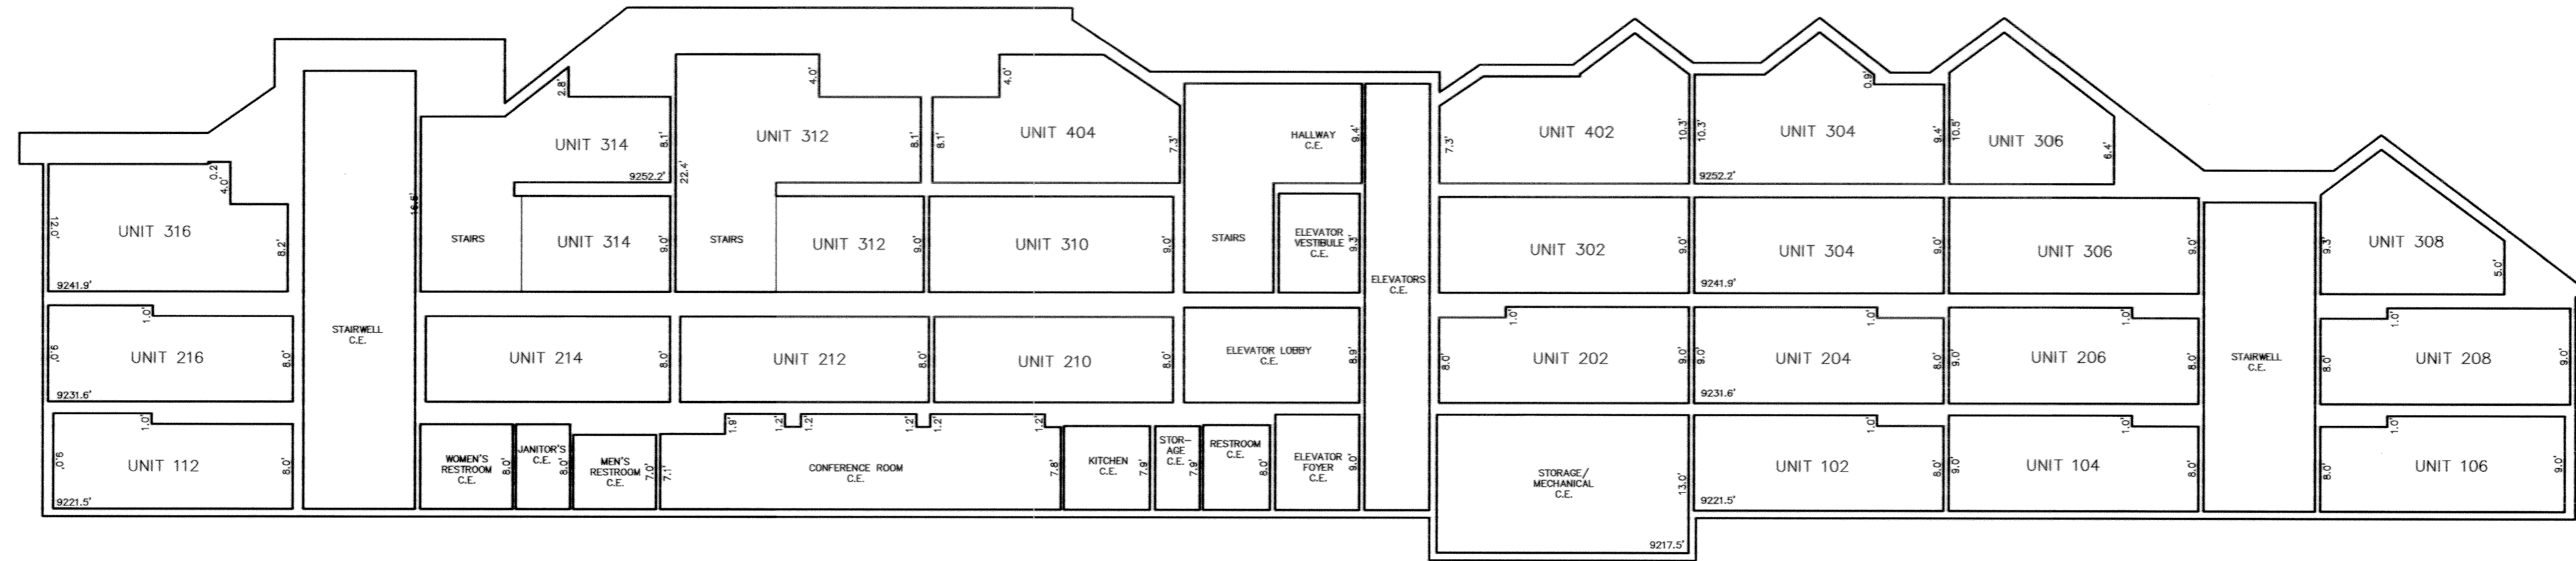 2.8'
UNIT 314
8.1'
9252.2'
22.4'
4.0'
UNIT 312
8.1'
8.1'
4.0'
UNIT 404
7.3'
HALLWAY
C.E.
9.4'
7.3'
UNIT 402
10.3'
10.3'
UNIT 304
0.9'
9.4'
9252.2'
10.5'
UNIT 306
6.4'
0.2'
4.0'
12.0'
UNIT 316
8.2'
9241.9'
16.6'
STAIRS
UNIT 314
9.0'
STAIRS
UNIT 312
9.0'
UNIT 310
9.0'
STAIRS
ELEVATOR
VESTIBULE
C.E.
9.3'
ELEVATORS
C.E.
UNIT 302
9.0'
UNIT 304
9.0'
9241.9'
UNIT 306
9.0'
9.3'
UNIT 308
5.0'
1.0'
9.0'
UNIT 216
8.0'
9231.6'
STAIRWELL
C.E.
UNIT 214
8.0'
UNIT 212
8.0'
UNIT 210
8.0'
ELEVATOR LOBBY
C.E.
8.9'
1.0'
8.0'
UNIT 202
9.0'
9.0'
UNIT 204
1.0'
8.0'
9231.6'
9.0'
UNIT 206
1.0'
8.0'
STAIRWELL
C.E.
8.0'
1.0'
UNIT 208
9.0'
1.0'
9.0'
UNIT 112
8.0'
9221.5'
WOMEN'S
RESTROOM
C.E.
8.0'
JANITOR'S
C.E.
8.0'
MEN'S
RESTROOM
C.E.
7.0'
7.1'
1.9'
1.2'
1.2'
1.2'
1.2'
1.2'
CONFERENCE ROOM
C.E.
7.8'
KITCHEN
C.E.
7.9'
STOR-
AGE
C.E.
7.9'
RESTROOM
C.E.
8.0'
ELEVATOR
FOYER
C.E.
9.0'
STORAGE/
MECHANICAL
C.E.
13.0'
9217.5'
UNIT 102
1.0'
8.0'
9221.5'
9.0'
UNIT 104
1.0'
8.0'
8.0'
1.0'
UNIT 106
9.0'